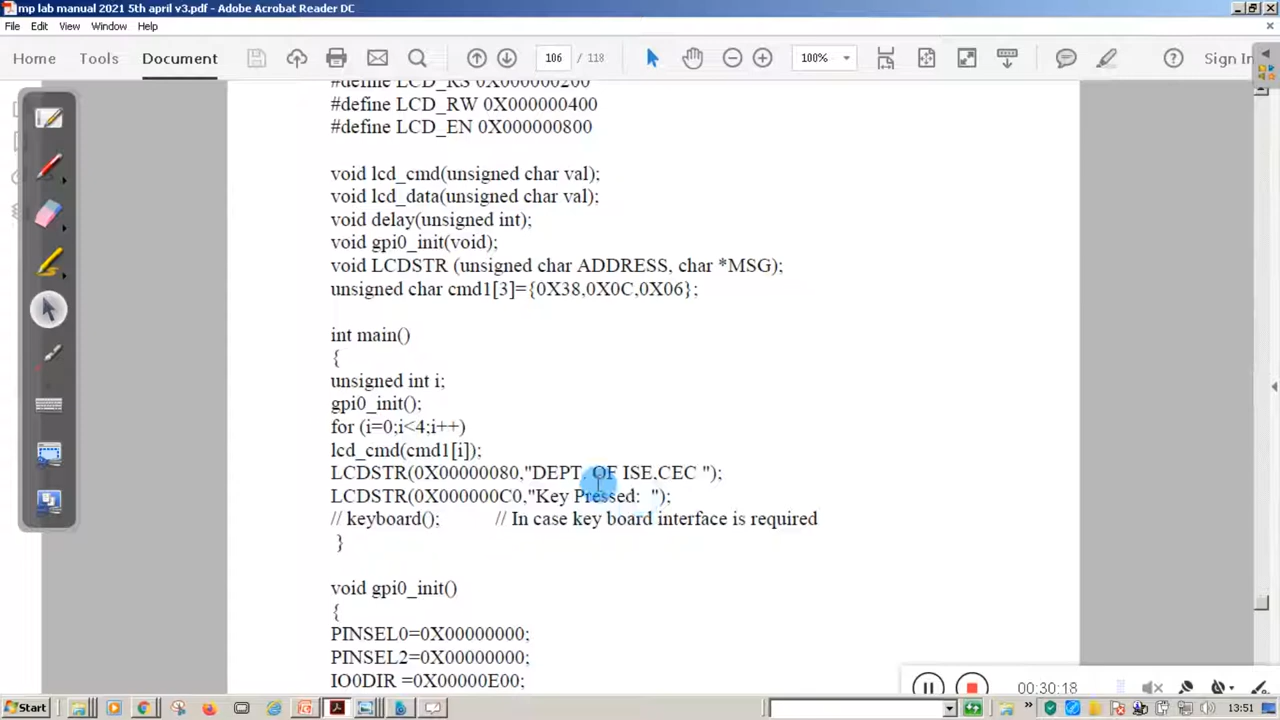 mp lab manual 2021 5th april v3.pdf - Adobe Acrobat Reader DC
File Edit View Window Help
Home Tools Document 106 / 118 100% Sign In
#define LCD_RS 0X000000200
#define LCD_RW 0X000000400
#define LCD_EN 0X000000800
void lcd_cmd(unsigned char val);
void lcd_data(unsigned char val);
void delay(unsigned int);
void gpi0_init(void);
void LCDSTR (unsigned char ADDRESS, char *MSG);
unsigned char cmd1[3]={0X38,0X0C,0X06};
int main()
{
unsigned int i;
gpi0_init();
for (i=0;i<4;i++)
lcd_cmd(cmd1[i]);
LCDSTR(0X00000080,"DEPT. OF ISE,CEC ");
LCDSTR(0X000000C0,"Key Pressed:  ");
// keyboard(); // In case key board interface is required
}
void gpi0_init()
{
PINSEL0=0X00000000;
PINSEL2=0X00000000;
IO0DIR =0X00000E00;
00:30:18
Start 13:51